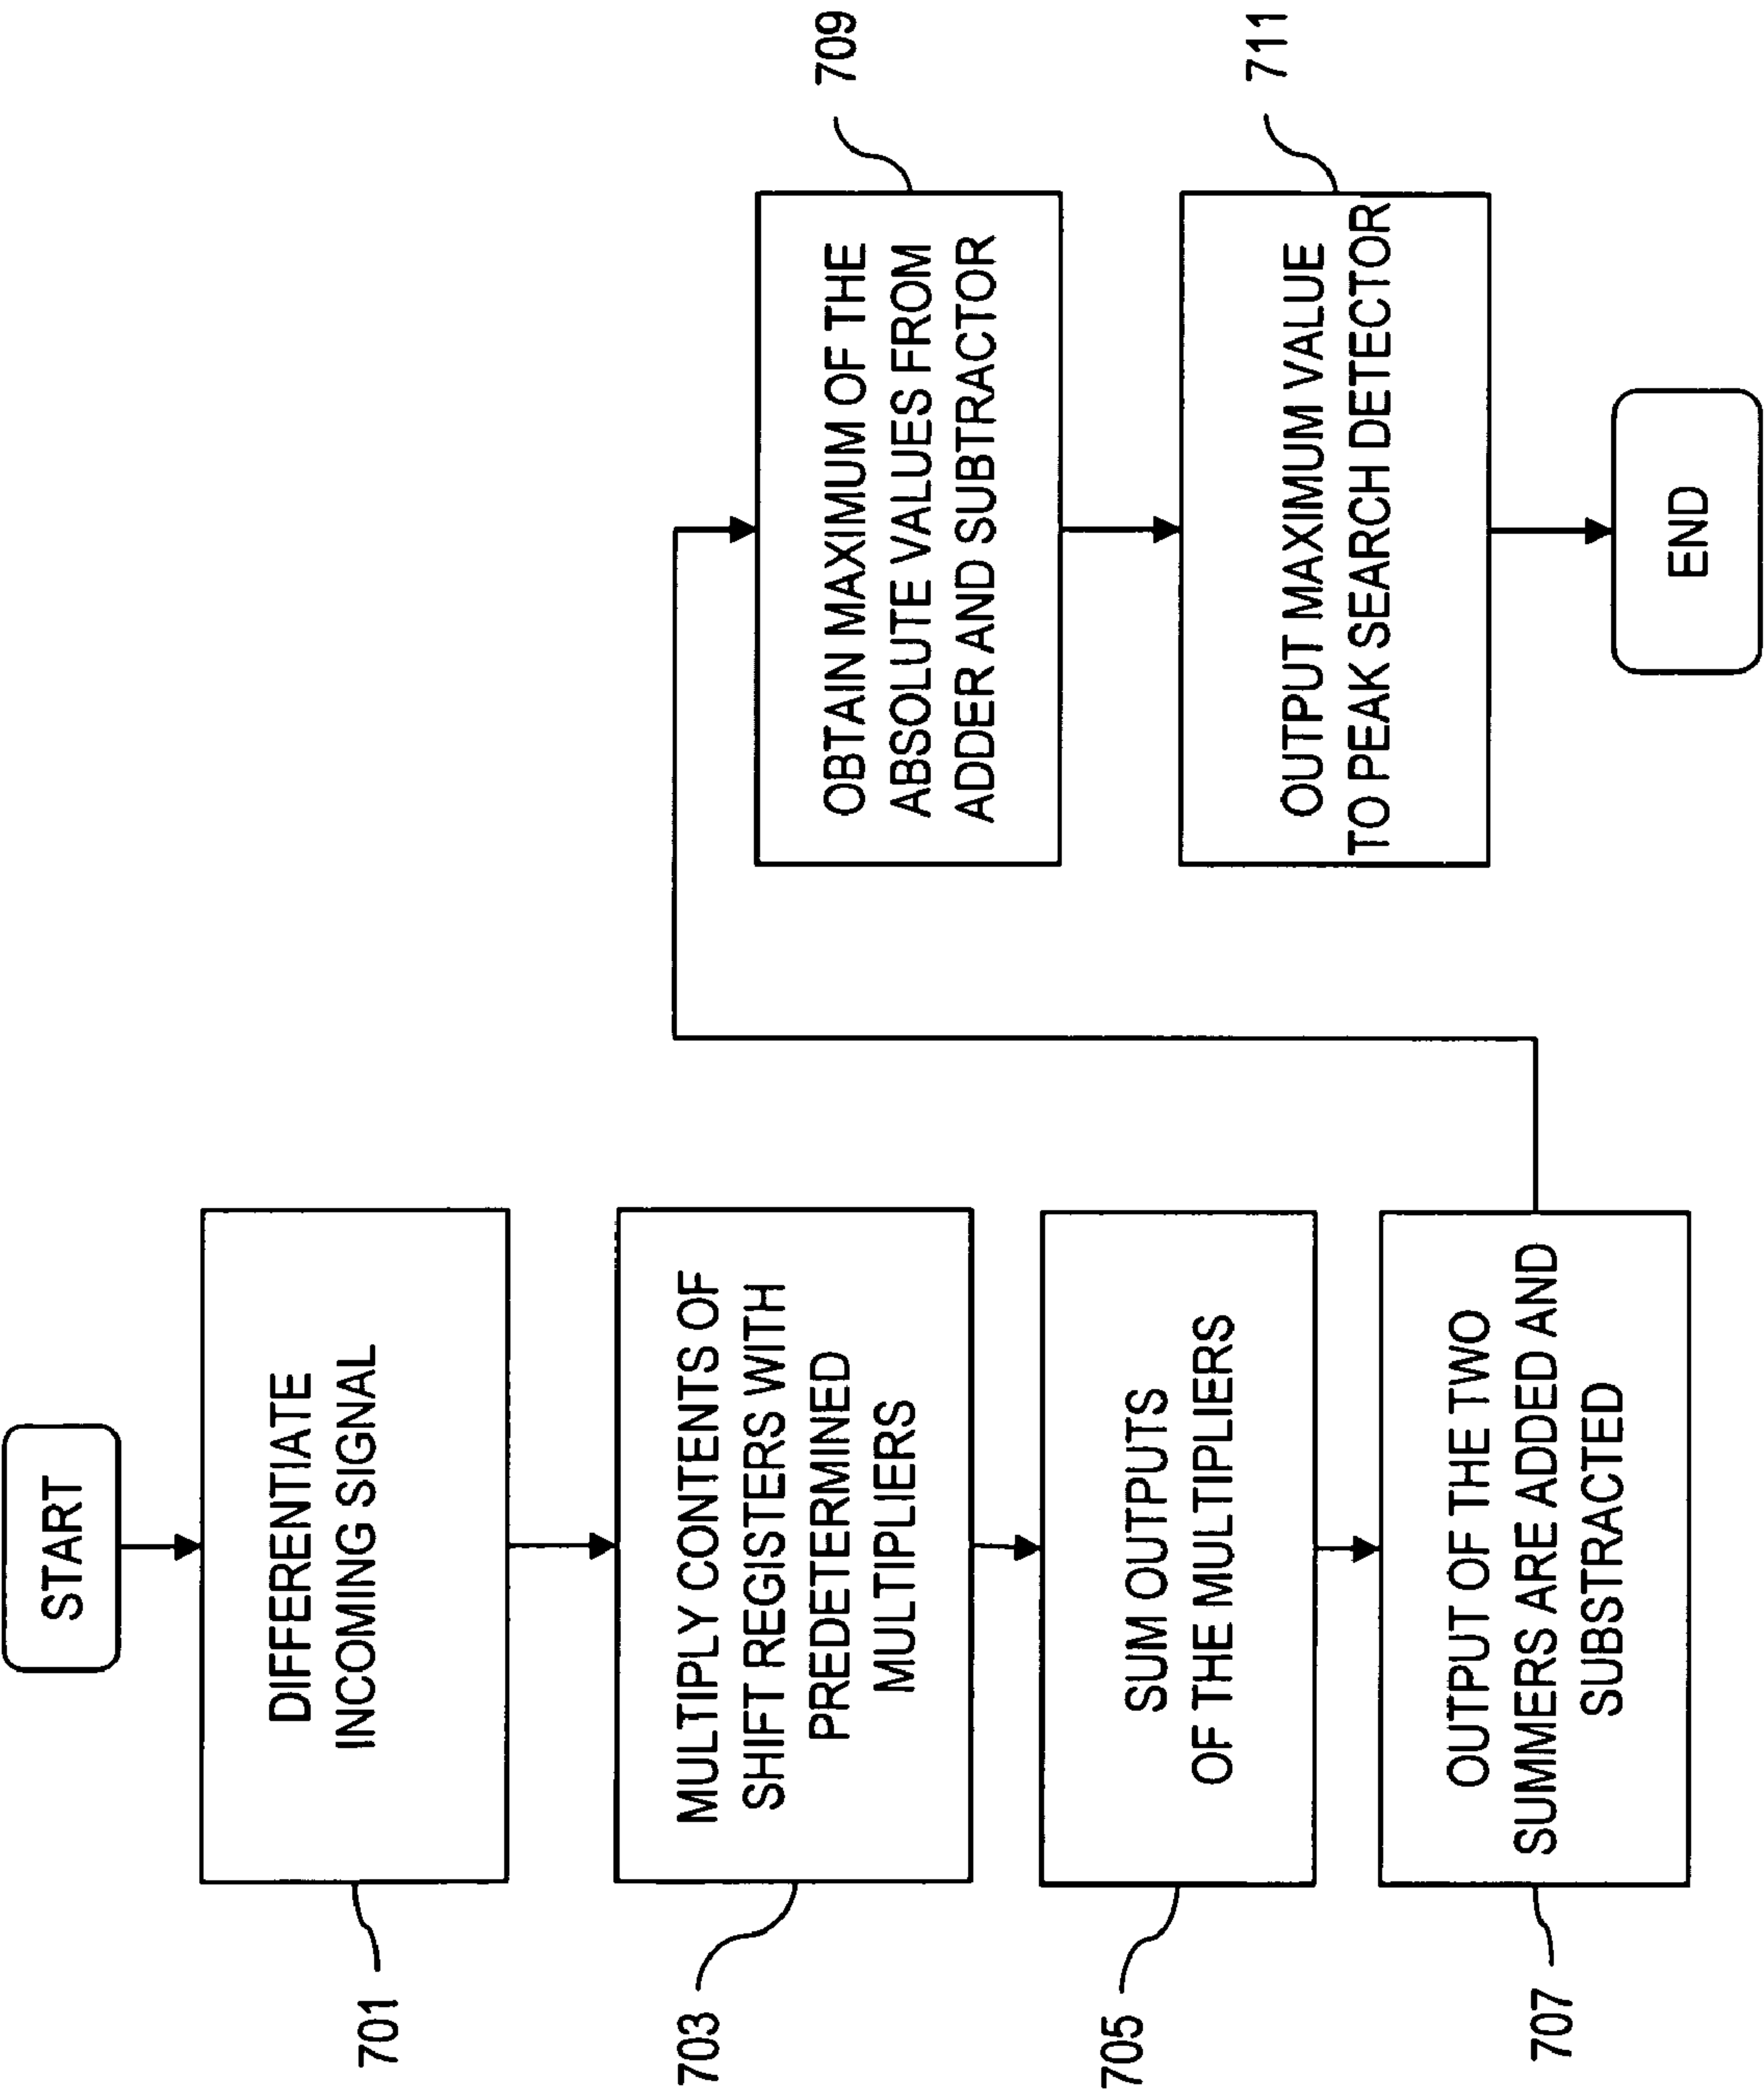 START
DIFFERENTIATE
INCOMING SIGNAL
701
MULTIPLY CONTENTS OF
SHIFT REGISTERS WITH
PREDETERMINED
MULTIPLIERS
703
SUM OUTPUTS
OF THE MULTIPLIERS
705
OUTPUT OF THE TWO
SUMMERS ARE ADDED AND
SUBSTRACTED
707
OBTAIN MAXIMUM OF THE
ABSOLUTE VALUES FROM
ADDER AND SUBTRACTOR
709
OUTPUT MAXIMUM VALUE
TO PEAK SEARCH DETECTOR
711
END